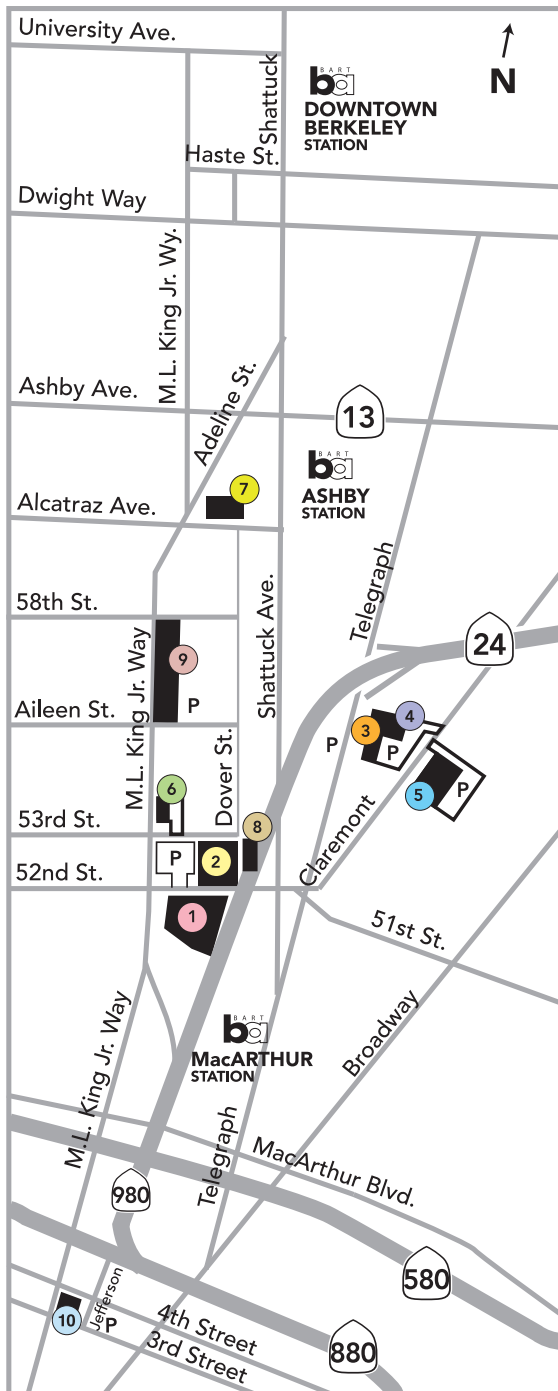 University Ave.
Shattuck
N
BART
ba
DOWNTOWN
BERKELEY
STATION
Haste St.
Dwight Way
M.L. King Jr. Wy.
Adeline St.
Ashby Ave.
13
BART
ba
ASHBY
STATION
7
Alcatraz Ave.
Telegraph
58th St.
Shattuck Ave.
24
M.L. King Jr. Way
9
P
Aileen St.
4
3
P
P
5
P
Dover St.
6
53rd St.
8
Claremont
P
2
52nd St.
1
51st St.
BART
ba
MacARTHUR
STATION
Broadway
M.L. King Jr. Way
Telegraph
MacArthur Blvd.
980
580
Jefferson
10
P
4th Street
3rd Street
880